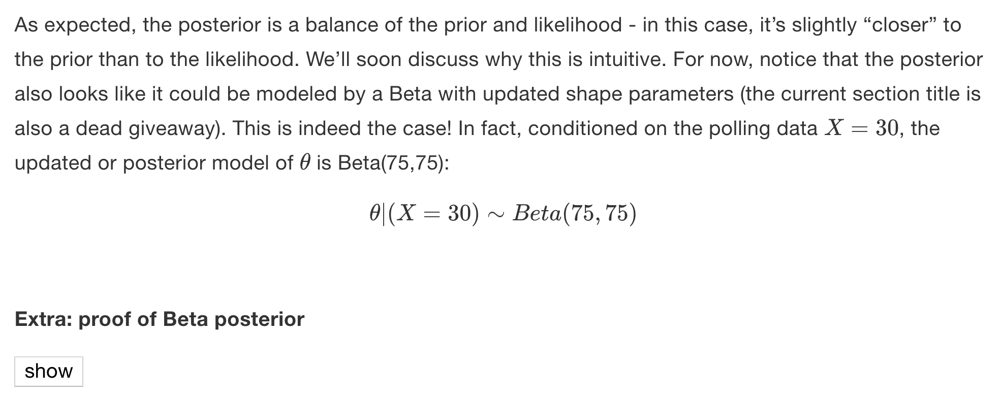 As expected, the posterior is a balance of the prior and likelihood - in this case, it’s slightly “closer” to
the prior than to the likelihood. We’ll soon discuss why this is intuitive. For now, notice that the posterior
also looks like it could be modeled by a Beta with updated shape parameters (the current section title is
also a dead giveaway). This is indeed the case! In fact, conditioned on the polling data X = 30, the
updated or posterior model of θ is Beta(75,75):
θ|(X = 30) ∼ Beta(75, 75)
Extra: proof of Beta posterior
show